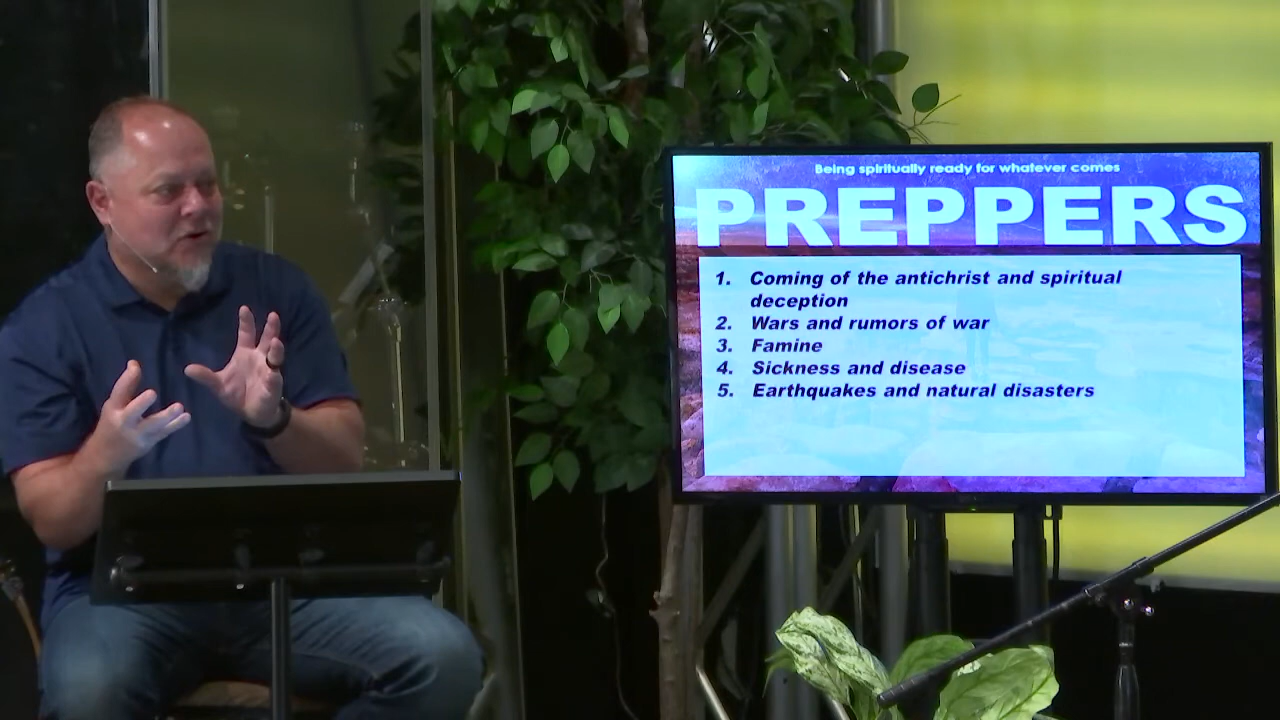 Being spiritually ready for whatever comes
PREPPERS
1. Coming of the antichrist and spiritual
deception
2. Wars and rumors of war
3. Famine
4. Sickness and disease
5. Earthquakes and natural disasters